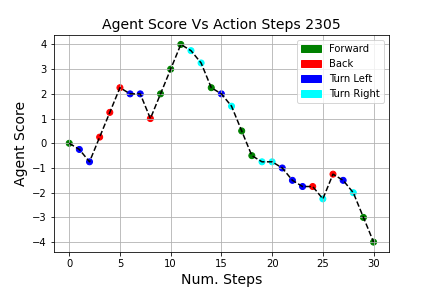 Agent Score Vs Action Steps 2305
Agent Score
4
3
2
1
0
−1
−2
−3
−4
Forward
Back
Turn Left
Turn Right
0 5 10 15 20 25 30
Num. Steps